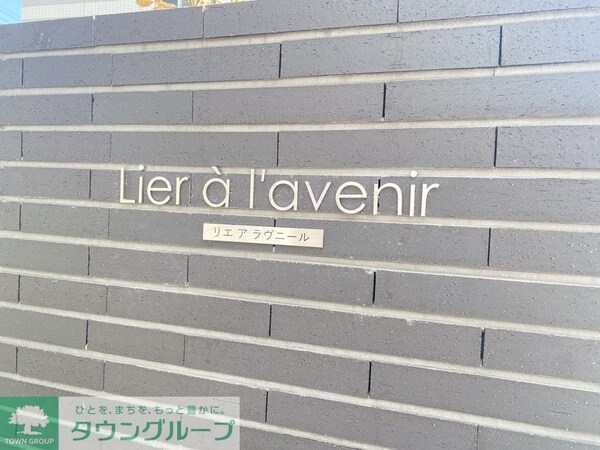 Lier à l'avenir
リエ ア ラヴニール
TOWN GROUP
ひとを、まちを、もっと豊かに。
タウングループ